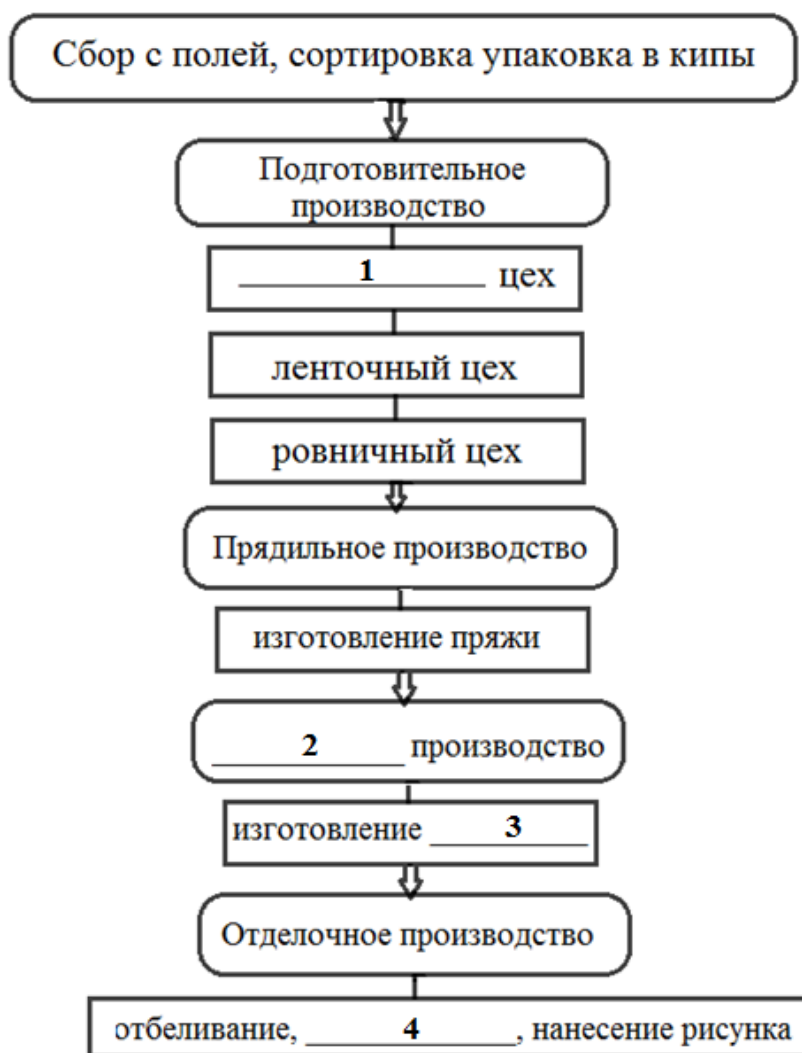 Сбор с полей, сортировка упаковка в кипы
Подготовительное
производство
1 цех
ленточный цех
ровничный цех
Прядильное производство
изготовление пряжи
2 производство
изготовление 3
Отделочное производство
отбеливание, 4, нанесение рисунка